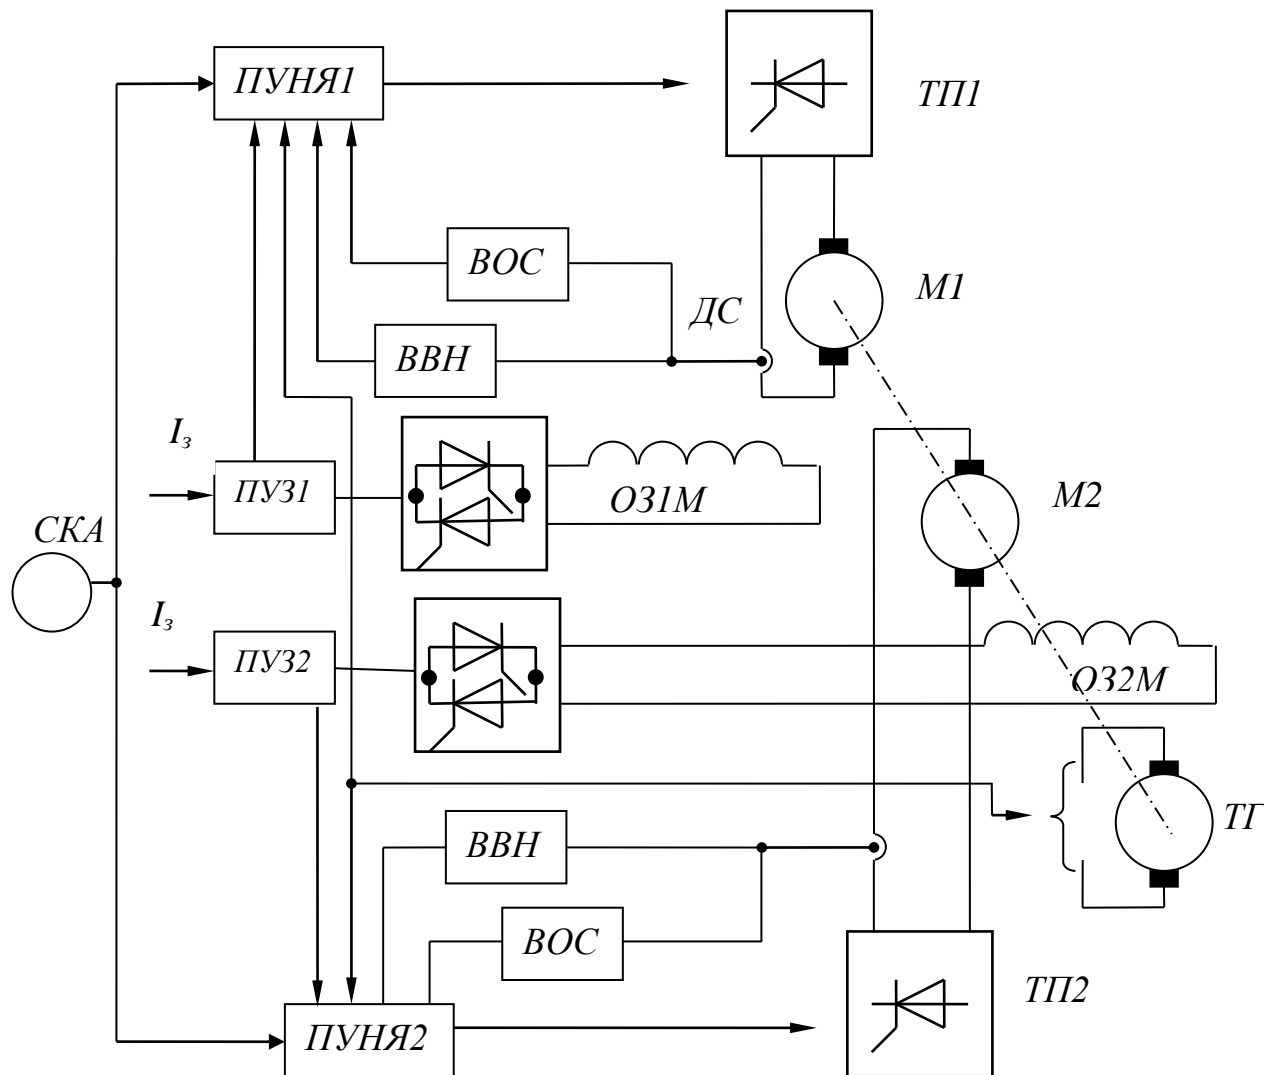 ПУНЯ1
ТП1
ВОС
М1
ДС
ВВН
Iз
ПУЗ1
ОЗ1М
М2
СКА
Iз
ПУЗ2
ОЗ2М
ТГ
ВВН
ВОС
ТП2
ПУНЯ2